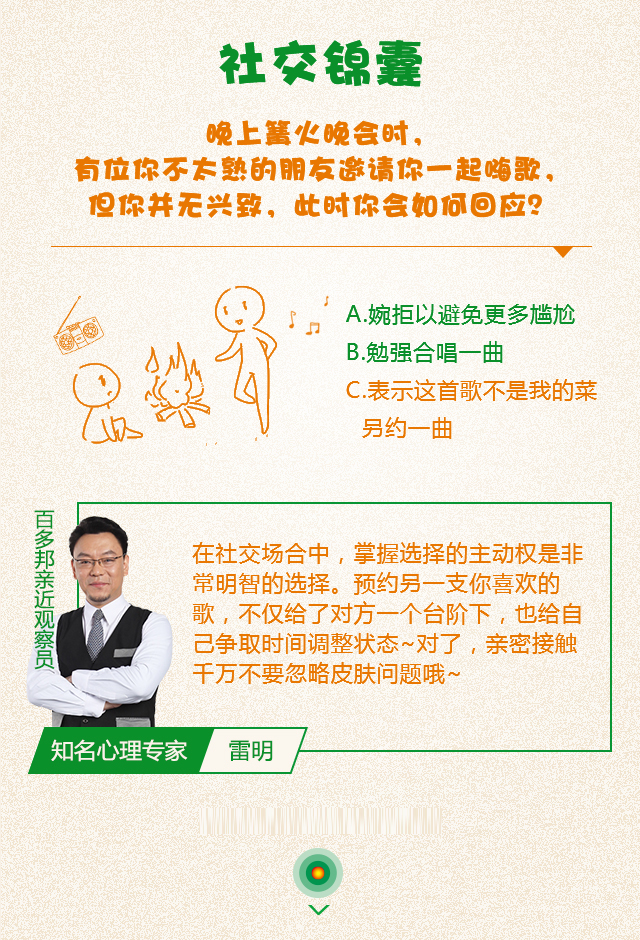 社交锦囊
晚上篝火晚会时，
有位你不太熟的朋友邀请你一起嗨歌，
但你并无兴致，此时你会如何回应？
A.婉拒以避免更多尴尬
B.勉强合唱一曲
C.表示这首歌不是我的菜
另约一曲
百多邦亲近观察员
在社交场合中，掌握选择的主动权是非
常明智的选择。预约另一支你喜欢的
歌，不仅给了对方一个台阶下，也给自
己争取时间调整状态~对了，亲密接触
千万不要忽略皮肤问题哦~
知名心理专家
雷明